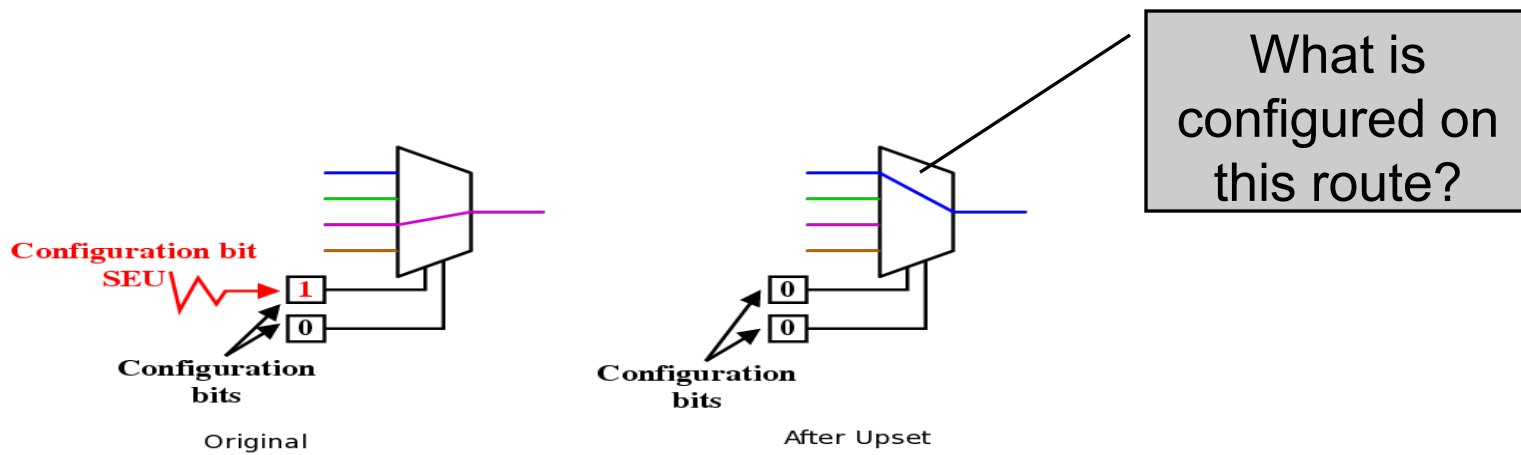 What is
configured on
this route?
Configuration bit
SEU
1
0
Configuration
bits
Original
0
0
Configuration
bits
After Upset